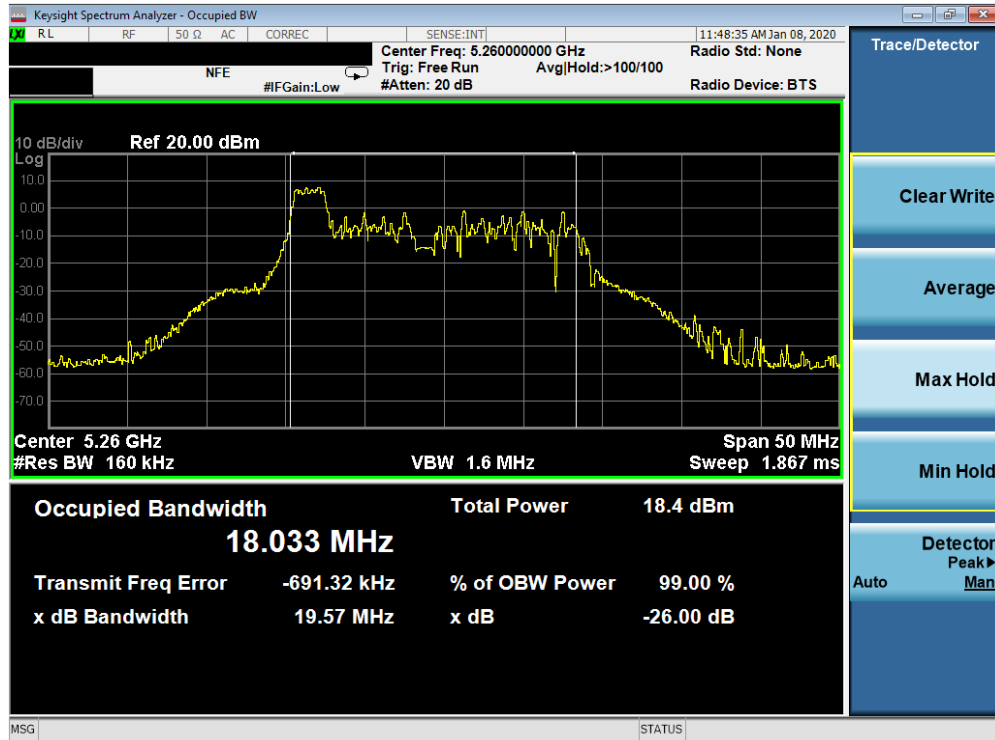 Keysight Spectrum Analyzer - Occupied BW
LXI RL RF 50 Ω AC CORREC SENSE:INT 11:48:35 AM Jan 08, 2020
Center Freq: 5.260000000 GHz Radio Std: None
NFE Trig: Free Run Avg|Hold:>100/100
#IFGain:Low #Atten: 20 dB Radio Device: BTS
10 dB/div Ref 20.00 dBm
Log
10.0
0.00
-10.0
-20.0
-30.0
-40.0
-50.0
-60.0
-70.0
Center 5.26 GHz Span 50 MHz
#Res BW 160 kHz VBW 1.6 MHz Sweep 1.867 ms
Occupied Bandwidth Total Power 18.4 dBm
18.033 MHz
Transmit Freq Error -691.32 kHz % of OBW Power 99.00 %
x dB Bandwidth 19.57 MHz x dB -26.00 dB
MSG STATUS
Trace/Detector
Clear Write
Average
Max Hold
Min Hold
Detector
Peak▶
Auto Man